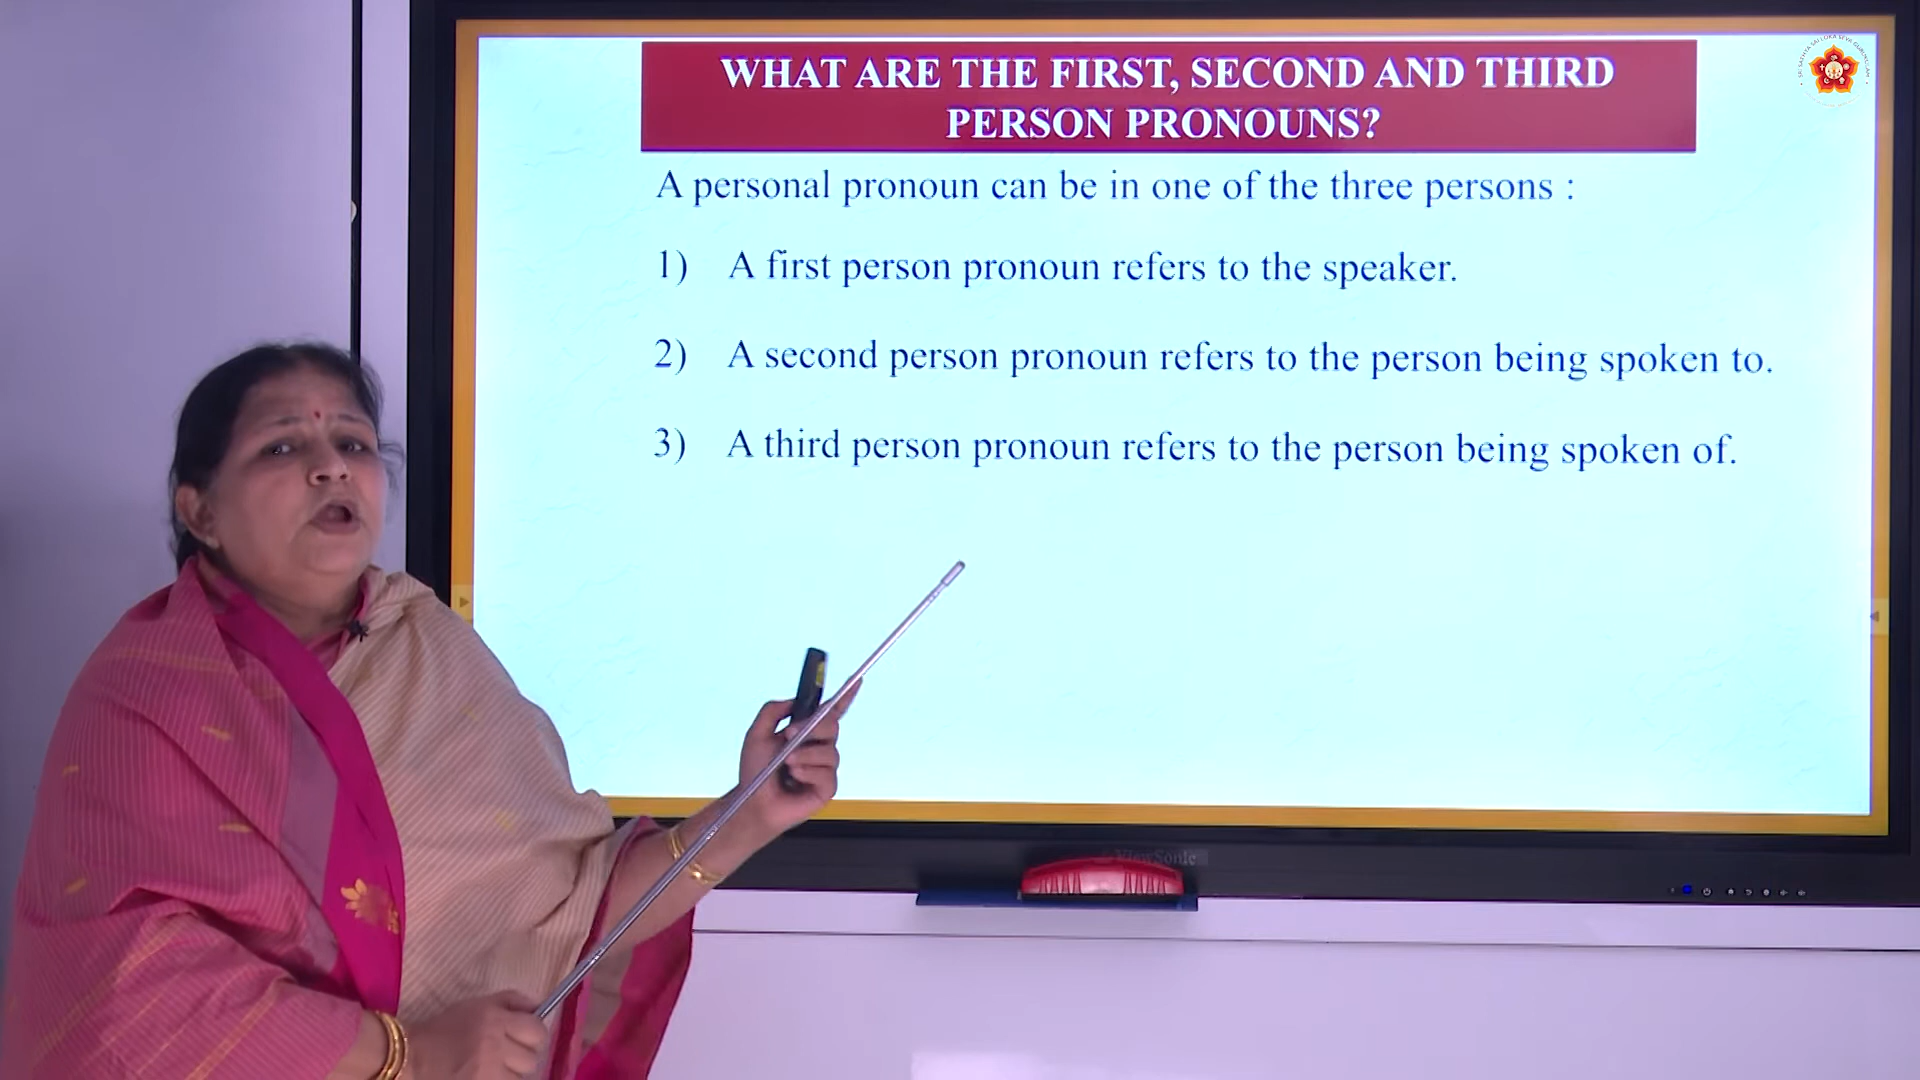 WHAT ARE THE FIRST, SECOND AND THIRD
PERSON PRONOUNS?
A personal pronoun can be in one of the three persons :
1) A first person pronoun refers to the speaker.
2) A second person pronoun refers to the person being spoken to.
3) A third person pronoun refers to the person being spoken of.
ViewSonic